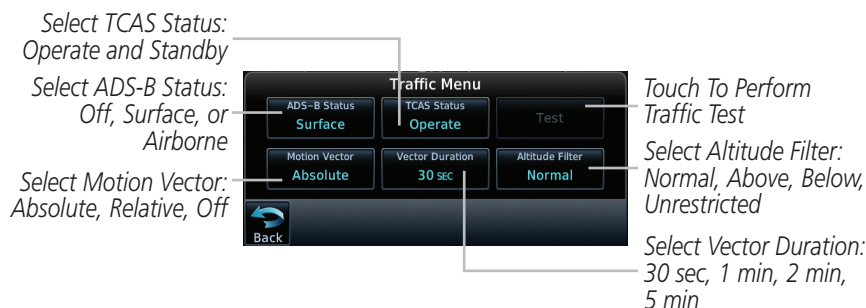 Select TCAS Status:
Operate and Standby
Select ADS-B Status:
Off, Surface, or
Airborne
Select Motion Vector:
Absolute, Relative, Off
Traffic Menu
ADS-B Status
Surface
TCAS Status
Operate
Test
Motion Vector
Absolute
Vector Duration
30 SEC
Altitude Filter
Normal
Back
Touch To Perform
Traffic Test
Select Altitude Filter:
Normal, Above, Below,
Unrestricted
Select Vector Duration:
30 sec, 1 min, 2 min,
5 min